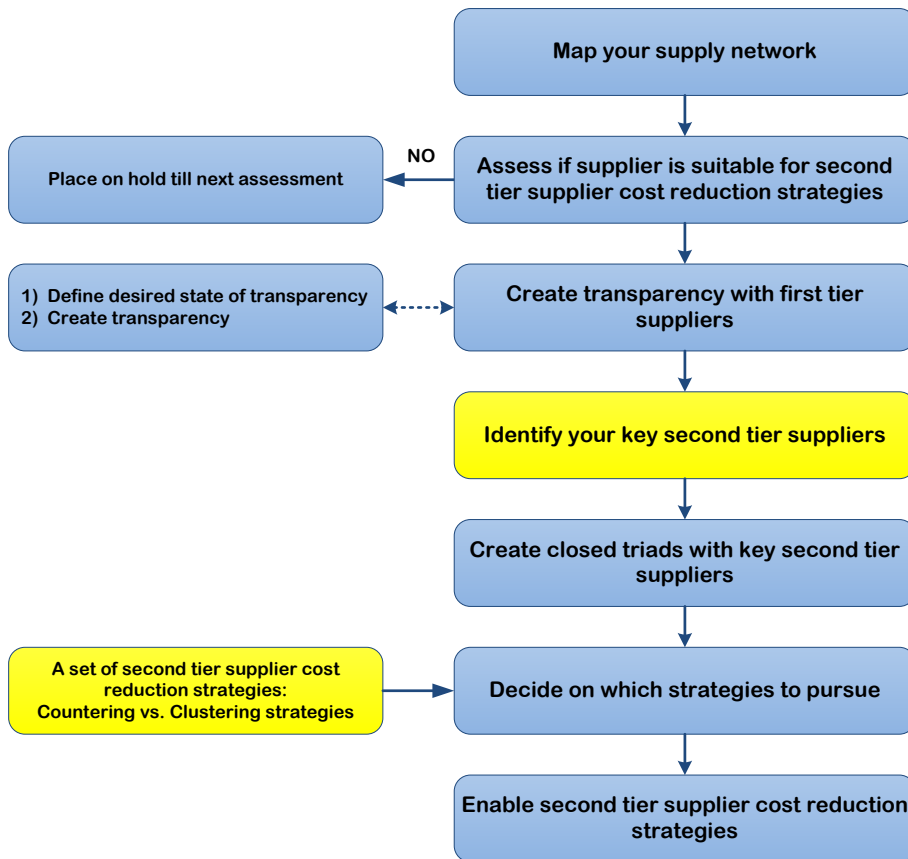 Map your supply network
NO
Place on hold till next assessment
Assess if supplier is suitable for second
tier supplier cost reduction strategies
1) Define desired state of transparency
2) Create transparency
Create transparency with first tier
suppliers
Identify your key second tier suppliers
Create closed triads with key second tier
suppliers
A set of second tier supplier cost
reduction strategies:
Countering vs. Clustering strategies
Decide on which strategies to pursue
Enable second tier supplier cost reduction
strategies